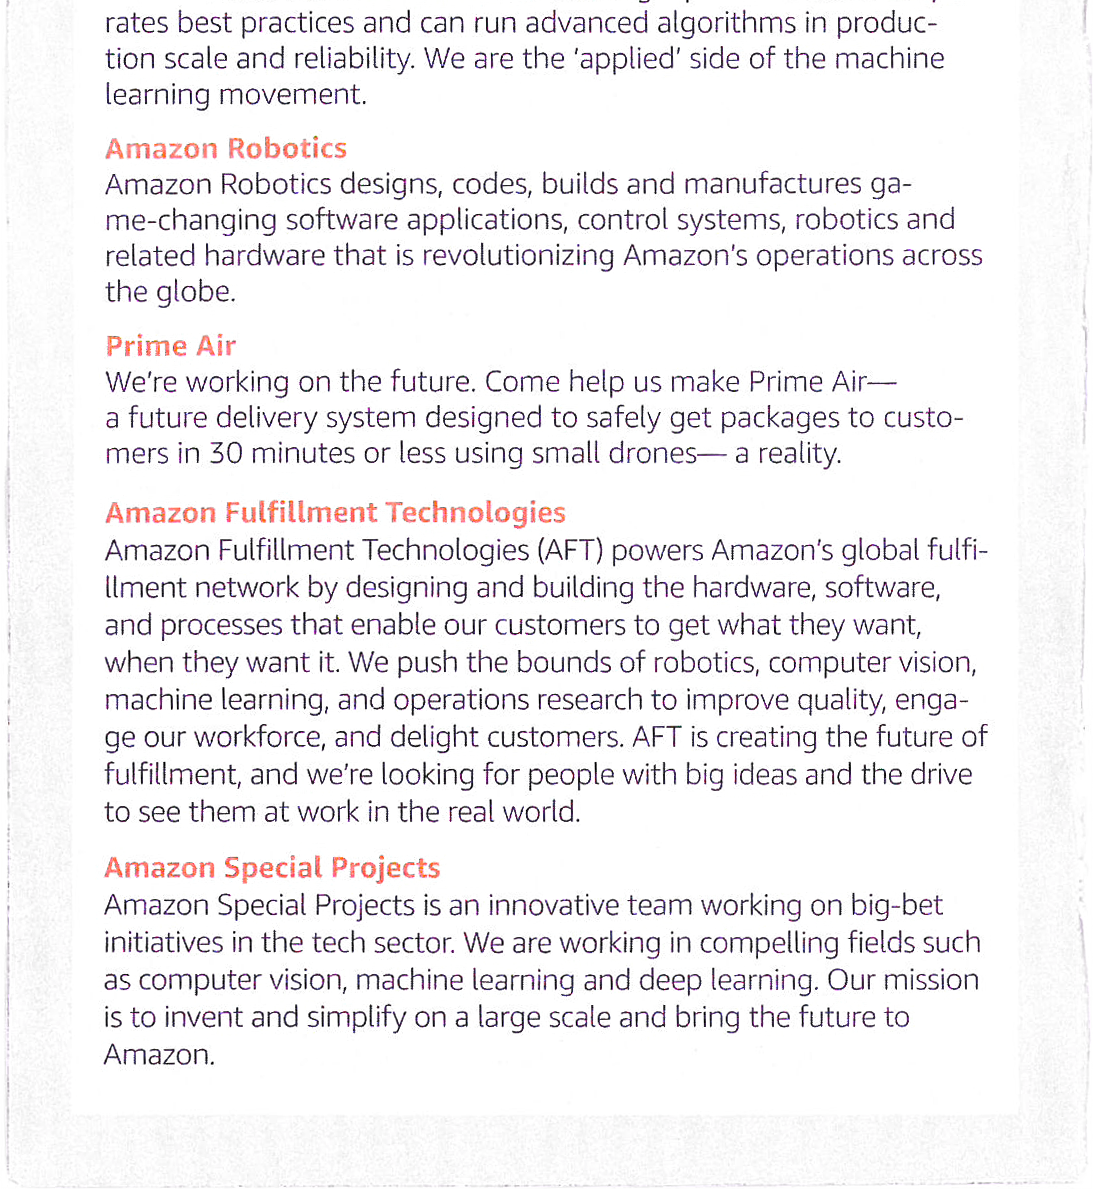 rates best practices and can run advanced algorithms in produc-
tion scale and reliability. We are the ‘applied’ side of the machine
learning movement.
Amazon Robotics
Amazon Robotics designs, codes, builds and manufactures ga-
me-changing software applications, control systems, robotics and
related hardware that is revolutionizing Amazon’s operations across
the globe.
Prime Air
We’re working on the future. Come help us make Prime Air—
a future delivery system designed to safely get packages to custo-
mers in 30 minutes or less using small drones— a reality.
Amazon Fulfillment Technologies
Amazon Fulfillment Technologies (AFT) powers Amazon’s global fulfi-
llment network by designing and building the hardware, software,
and processes that enable our customers to get what they want,
when they want it. We push the bounds of robotics, computer vision,
machine learning, and operations research to improve quality, enga-
ge our workforce, and delight customers. AFT is creating the future of
fulfillment, and we’re looking for people with big ideas and the drive
to see them at work in the real world.
Amazon Special Projects
Amazon Special Projects is an innovative team working on big-bet
initiatives in the tech sector. We are working in compelling fields such
as computer vision, machine learning and deep learning. Our mission
is to invent and simplify on a large scale and bring the future to
Amazon.